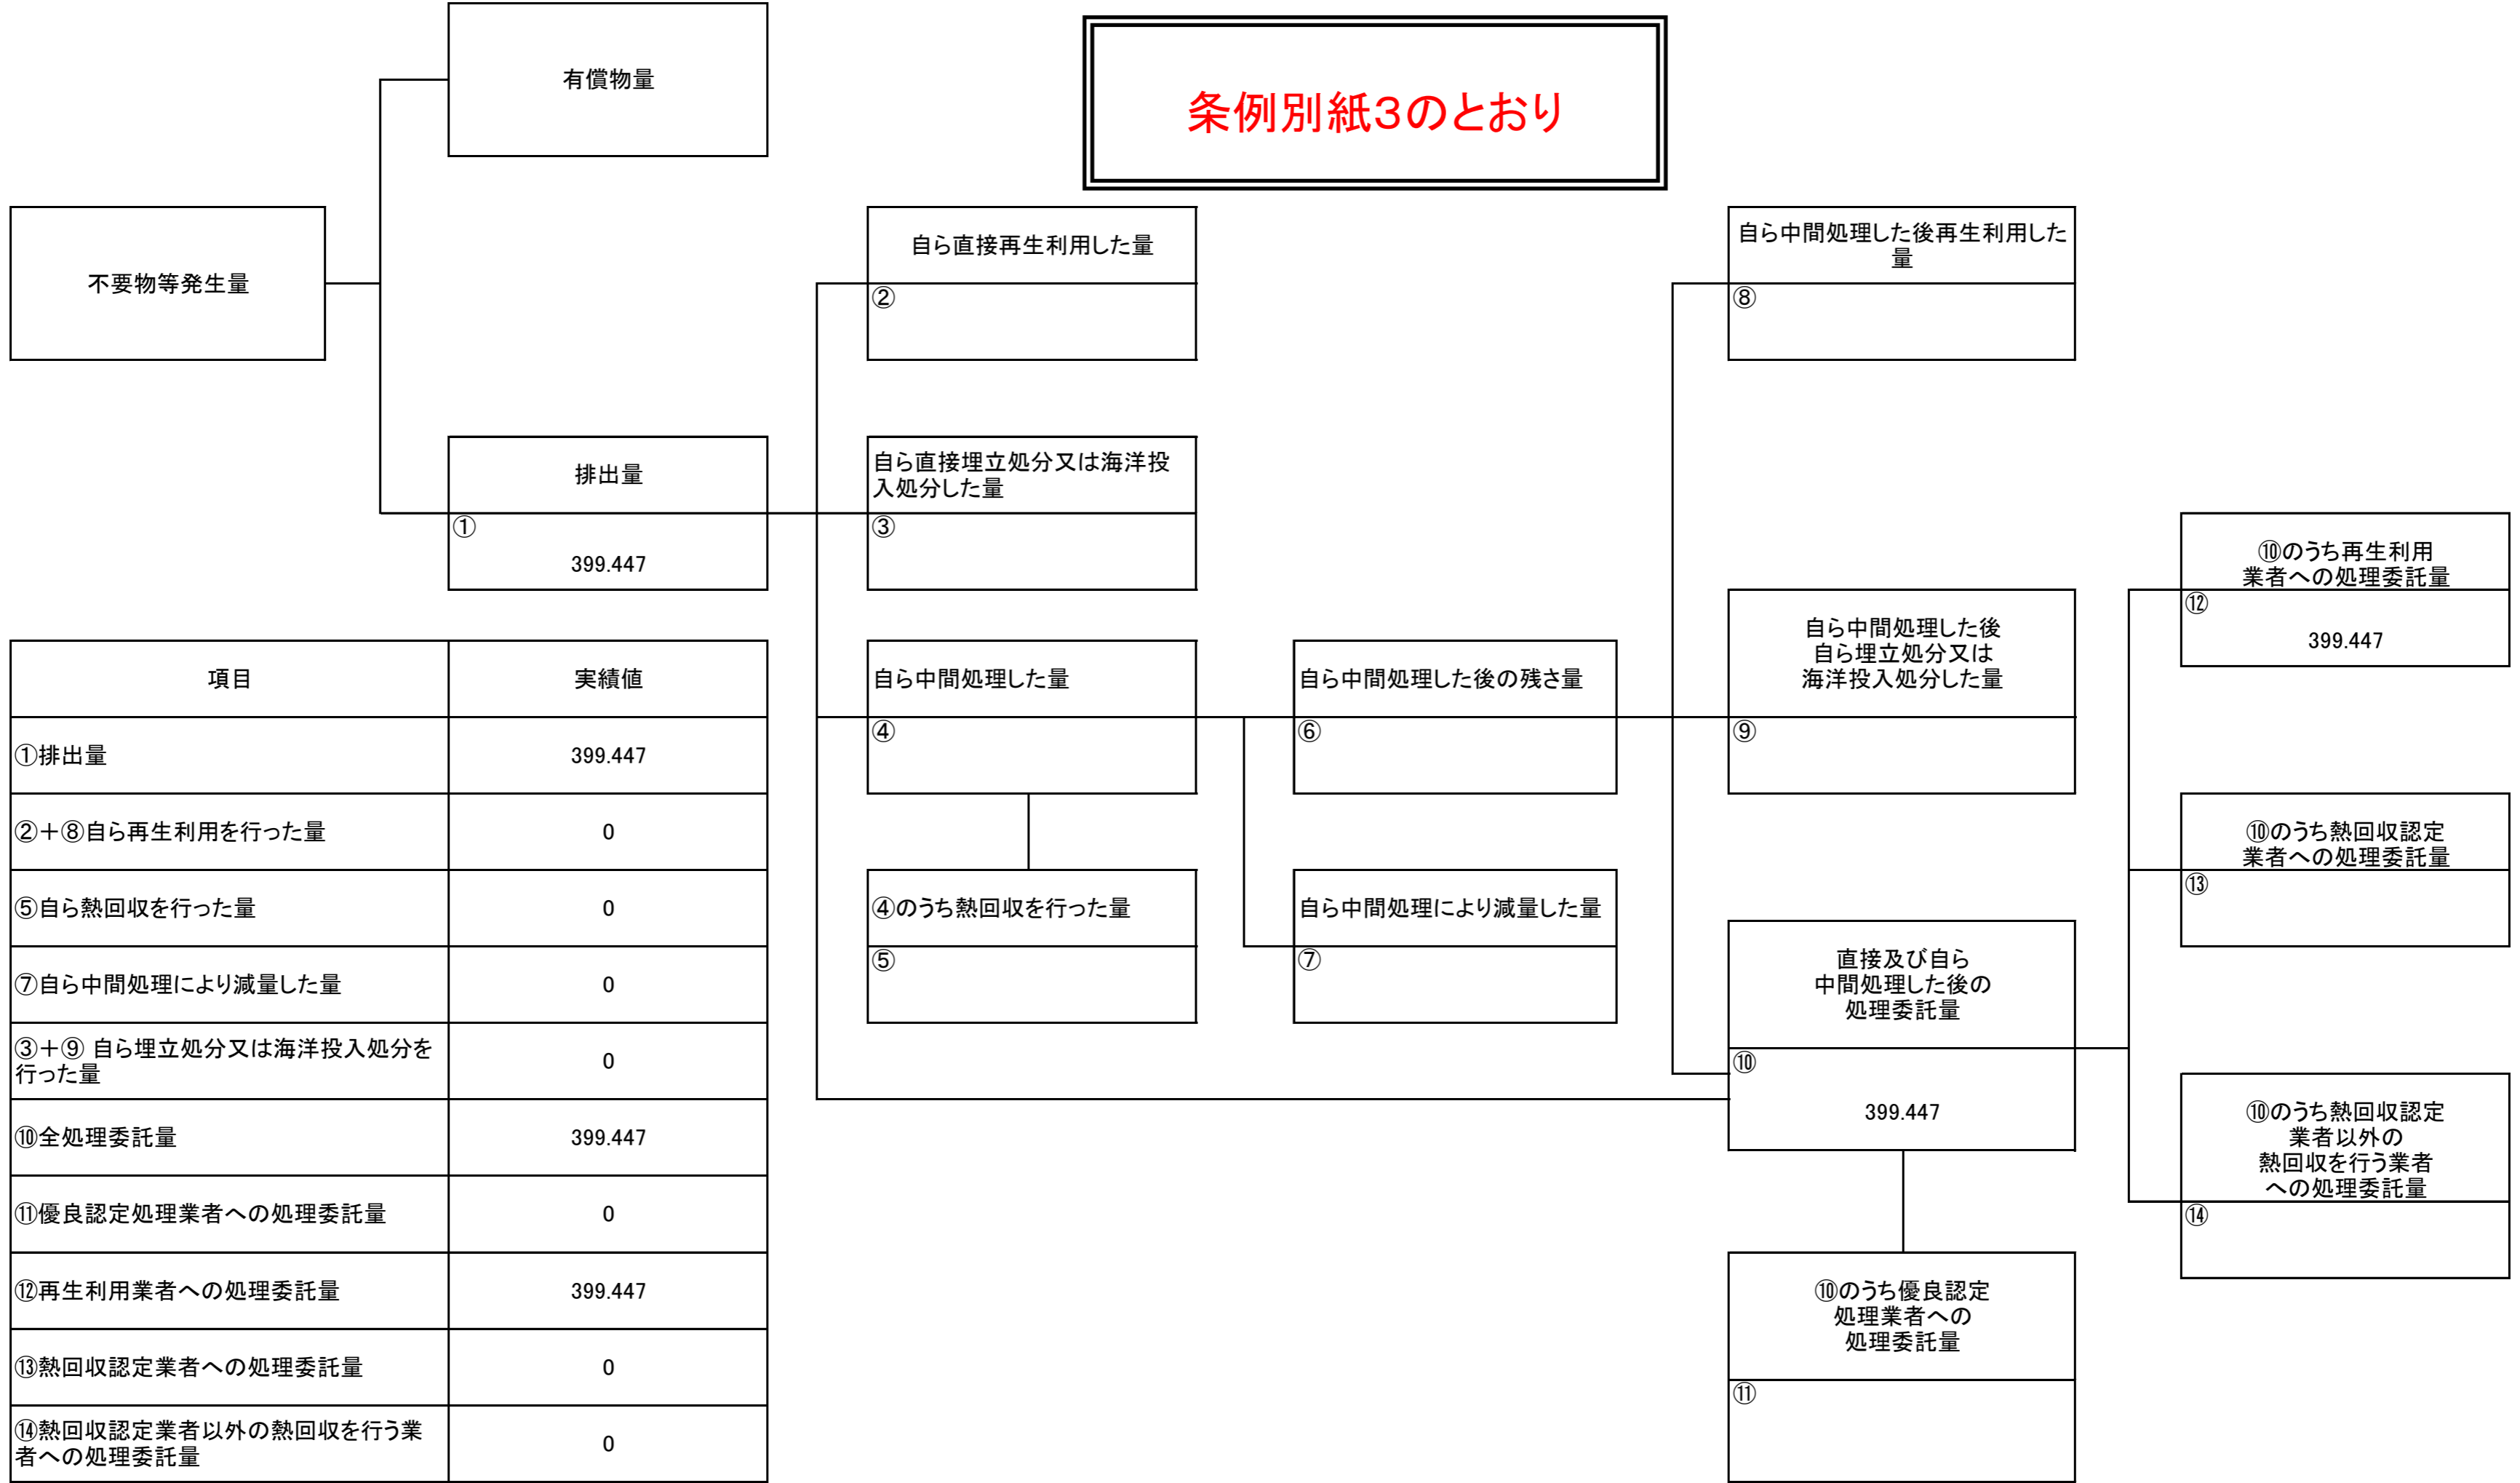 有償物量
条例別紙3のとおり
不要物等発生量
自ら直接再生利用した量
②
自ら中間処理した後再生利用した
量
⑧
排出量
①
399.447
自ら直接埋立処分又は海洋投
入処分した量
③
⑩のうち再生利用
業者への処理委託量
⑫
399.447
自ら中間処理した量
④
自ら中間処理した後の残さ量
⑥
自ら中間処理した後
自ら埋立処分又は
海洋投入処分した量
⑨
⑩のうち熱回収認定
業者への処理委託量
⑬
④のうち熱回収を行った量
⑤
自ら中間処理により減量した量
⑦
直接及び自ら
中間処理した後の
処理委託量
⑩
399.447
⑩のうち熱回収認定
業者以外の
熱回収を行う業者
への処理委託量
⑭
⑩のうち優良認定
処理業者への
処理委託量
⑪
項目 実績値
①排出量 399.447
②+⑧自ら再生利用を行った量 0
⑤自ら熱回収を行った量 0
⑦自ら中間処理により減量した量 0
③+⑨ 自ら埋立処分又は海洋投入処分を
行った量 0
⑩全処理委託量 399.447
⑪優良認定処理業者への処理委託量 0
⑫再生利用業者への処理委託量 399.447
⑬熱回収認定業者への処理委託量 0
⑭熱回収認定業者以外の熱回収を行う業
者への処理委託量 0